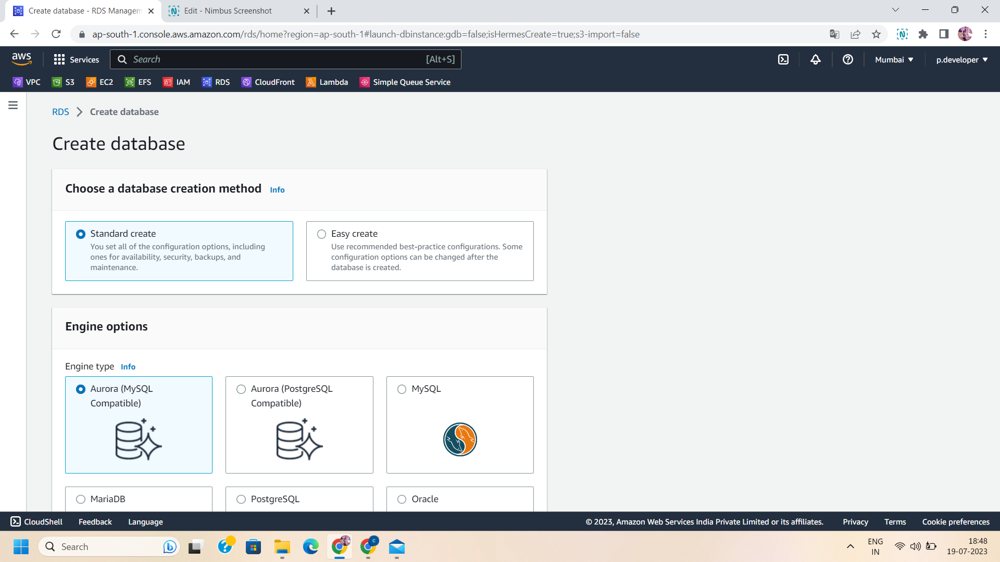 Create database - RDS Managem
Edit - Nimbus Screenshot
ap-south-1.console.aws.amazon.com/rds/home?region=ap-south-1#launch-dbinstance:gdb=false;isHermesCreate=true;s3-import=false
aws
Services
Search
[Alt+S]
Mumbai
p.developer
VPC
S3
EC2
EFS
IAM
RDS
CloudFront
Lambda
Simple Queue Service
RDS
Create database
Create database
Choose a database creation method Info
Standard create
You set all of the configuration options, including
ones for availability, security, backups, and
maintenance.
Easy create
Use recommended best-practice configurations. Some
configuration options can be changed after the
database is created.
Engine options
Engine type Info
Aurora (MySQL
Compatible)
Aurora (PostgreSQL
Compatible)
MySQL
MariaDB
PostgreSQL
Oracle
CloudShell
Feedback
Language
© 2023, Amazon Web Services India Private Limited or its affiliates.
Privacy
Terms
Cookie preferences
Search
ENG
IN
18:48
19-07-2023